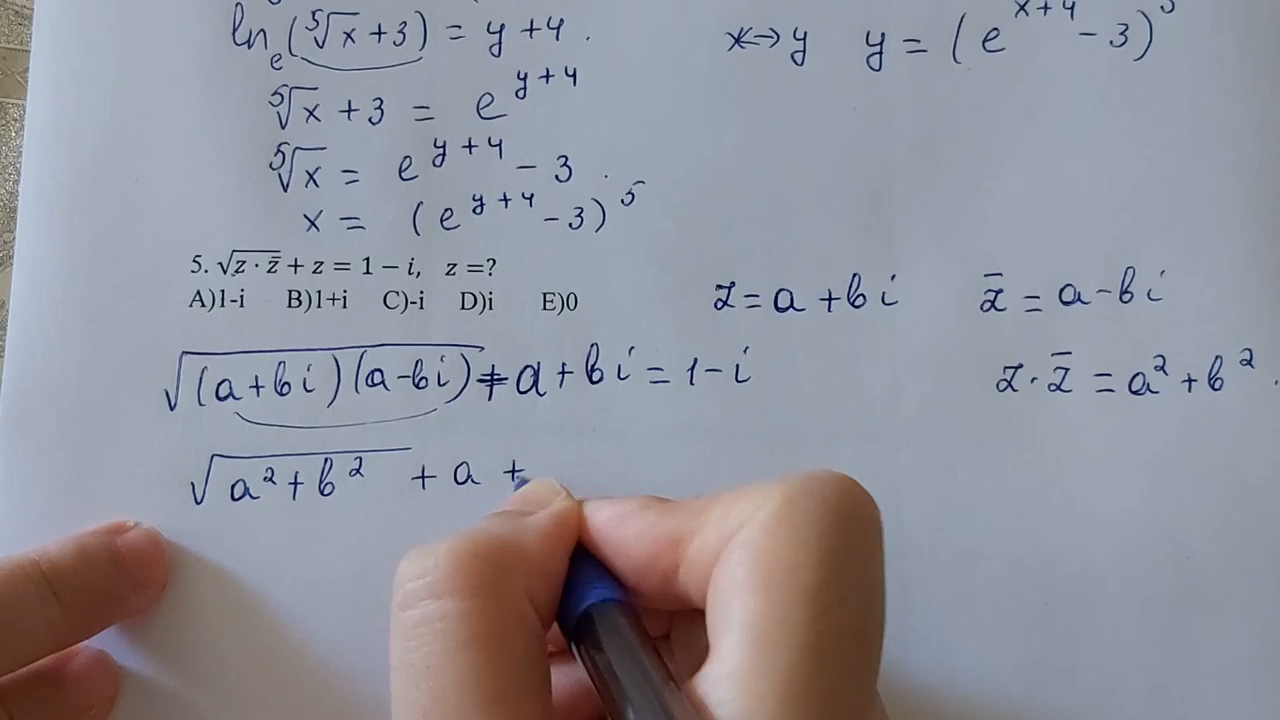 ln_e(⁵√x + 3) = y + 4.
x↔y y = (e^(x+4) - 3)^5
⁵√x + 3 = e^(y+4)
⁵√x = e^(y+4) - 3.
x = (e^(y+4) - 3)^5
5. √(z · z̄) + z = 1 − i, z =?
A)1-i B)1+i C)-i D)i E)0
z = a + bi z̄ = a - bi
√((a+bi)(a-bi)) + a + bi = 1 - i
z · z̄ = a² + b².
√(a² + b²) + a +